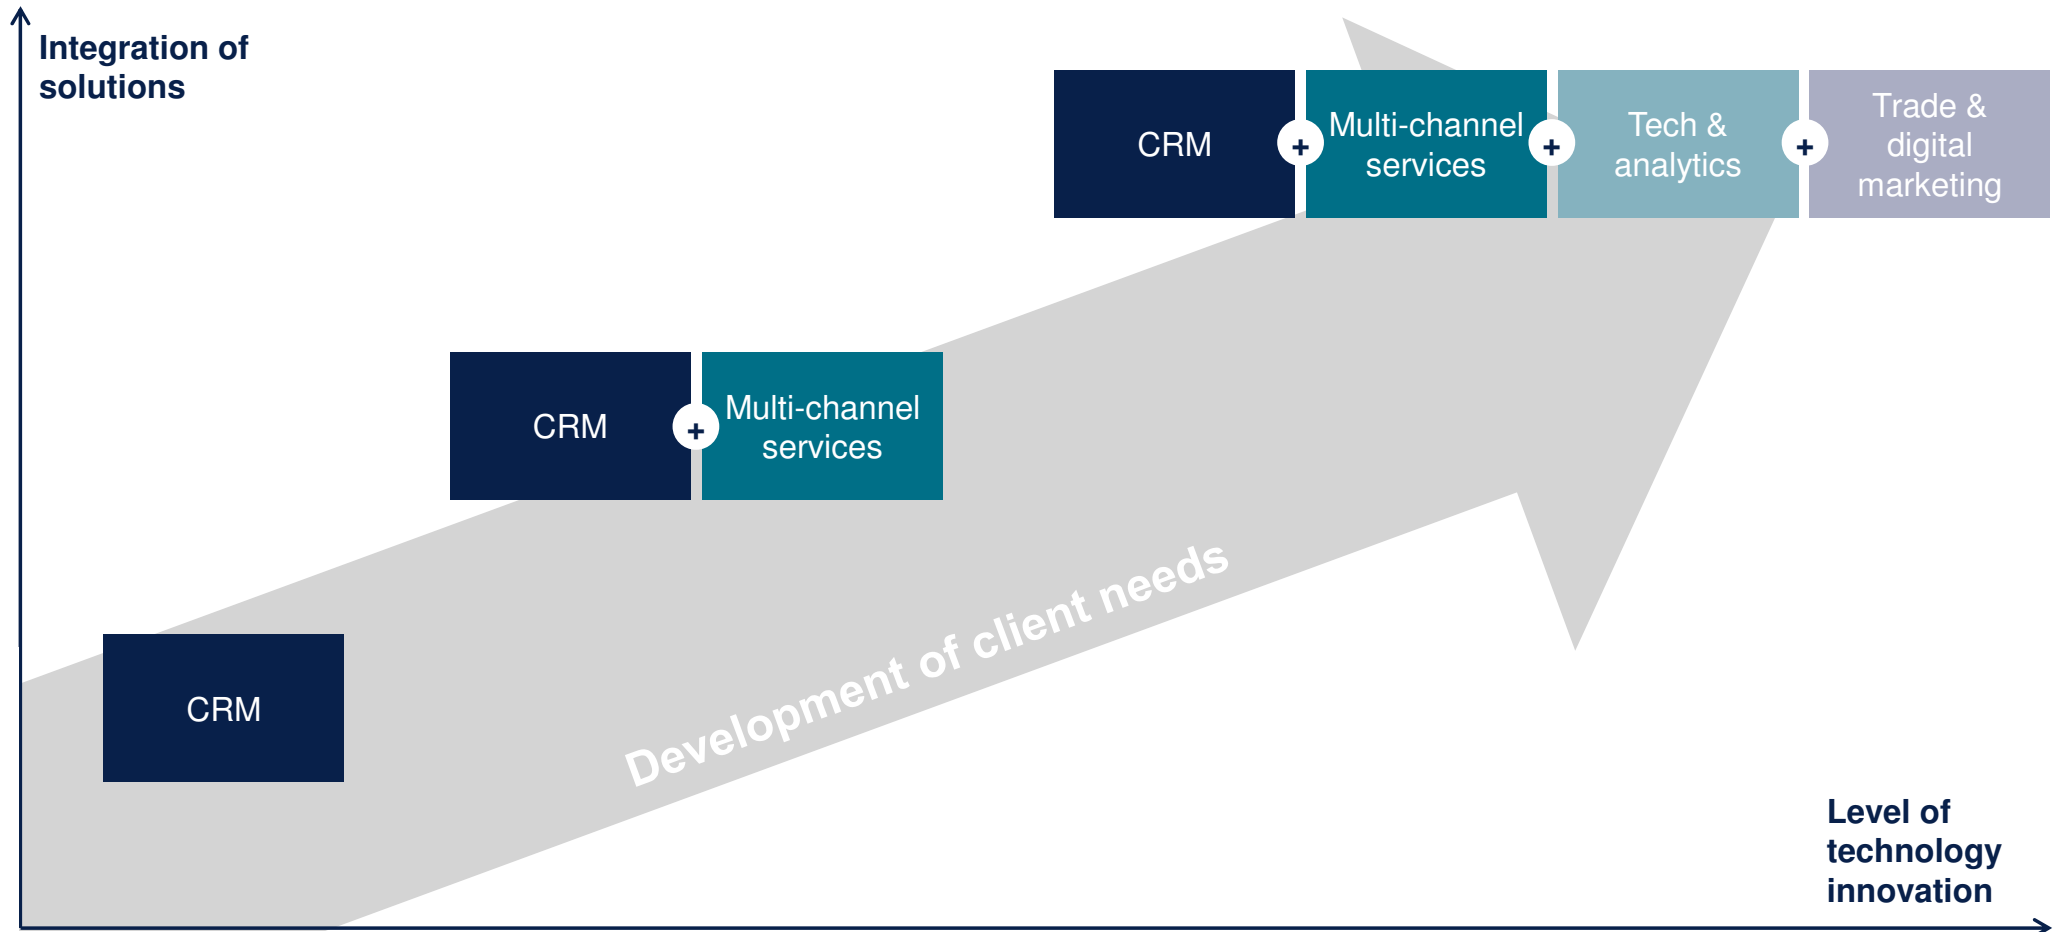 Integration of
solutions
CRM
+
Multi-channel
services
+
Tech &
analytics
+
Trade &
digital
marketing
CRM
+
Multi-channel
services
Development of client needs
CRM
Level of
technology
innovation